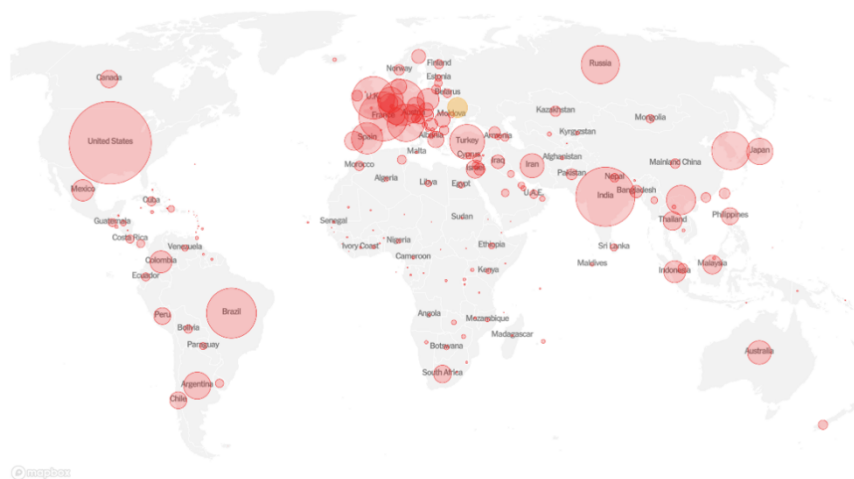 Canada
United States
Mexico
Cuba
Guatemala
Costa Rica
Venezuela
Colombia
Ecuador
Peru
Brazil
Bolivia
Paraguay
Argentina
Chile
Norway
Finland
Estonia
Belarus
U.K.
France
Moldova
Spain
Albania
Turkey
Armenia
Malta
Cyprus
Israel
Iraq
Iran
Morocco
Algeria
Libya
Egypt
U.A.E.
Senegal
Sudan
Ivory Coast
Nigeria
Cameroon
Ethiopia
Kenya
Angola
Mozambique
Madagascar
Botswana
South Africa
Russia
Kazakhstan
Mongolia
Kyrgyzstan
Afghanistan
Pakistan
Nepal
Mainland China
Japan
India
Bangladesh
Thailand
Philippines
Sri Lanka
Maldives
Malaysia
Indonesia
Australia
mapbox